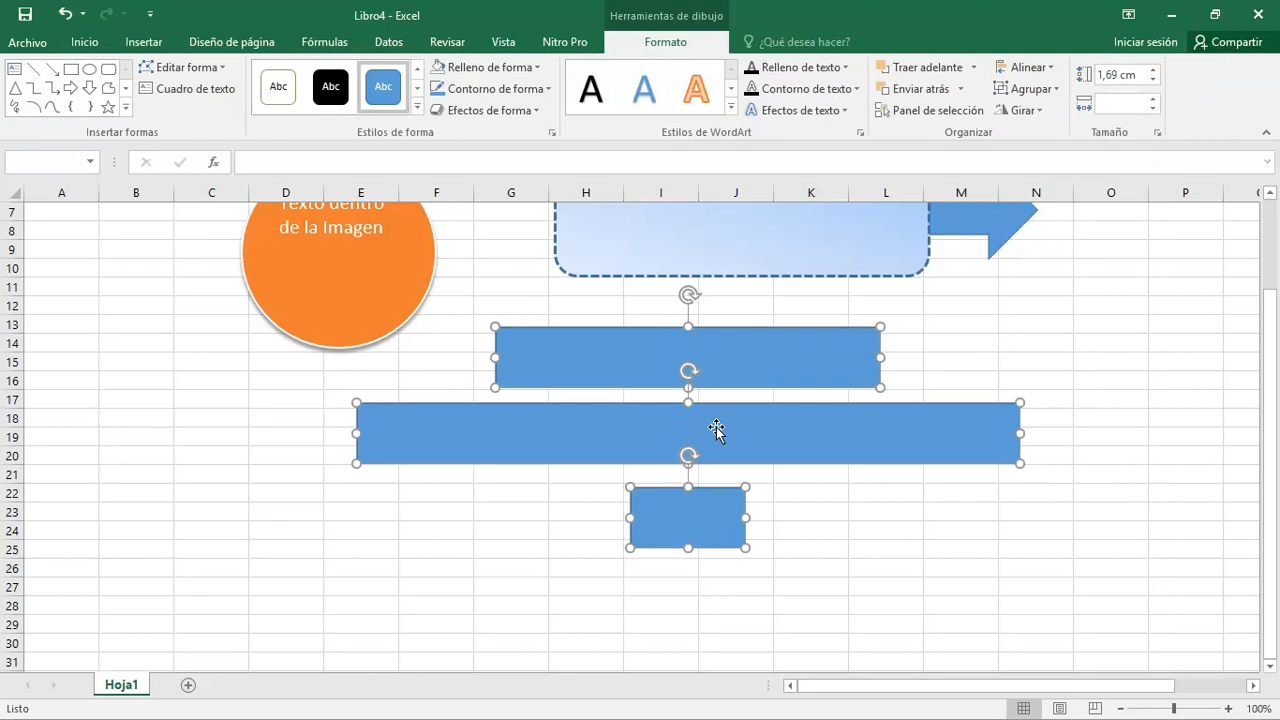 Libro4 - Excel
Herramientas de dibujo
Archivo Inicio Insertar Diseño de página Fórmulas Datos Revisar Vista Nitro Pro Formato ¿Qué desea hacer? Iniciar sesión Compartir
Editar forma
Cuadro de texto
Insertar formas
Abc Abc Abc
Relleno de forma
Contorno de forma
Efectos de forma
Estilos de forma
A A A
Relleno de texto
Contorno de texto
Efectos de texto
Estilos de WordArt
Traer adelante
Enviar atrás
Panel de selección
Alinear
Agrupar
Girar
Organizar
1,69 cm
Tamaño
fx
A B C D E F G H I J K L M N O P
7
8
9
10
11
12
13
14
15
16
17
18
19
20
21
22
23
24
25
26
27
28
29
30
31
Texto dentro
de la Imagen
Hoja1
Listo
100%